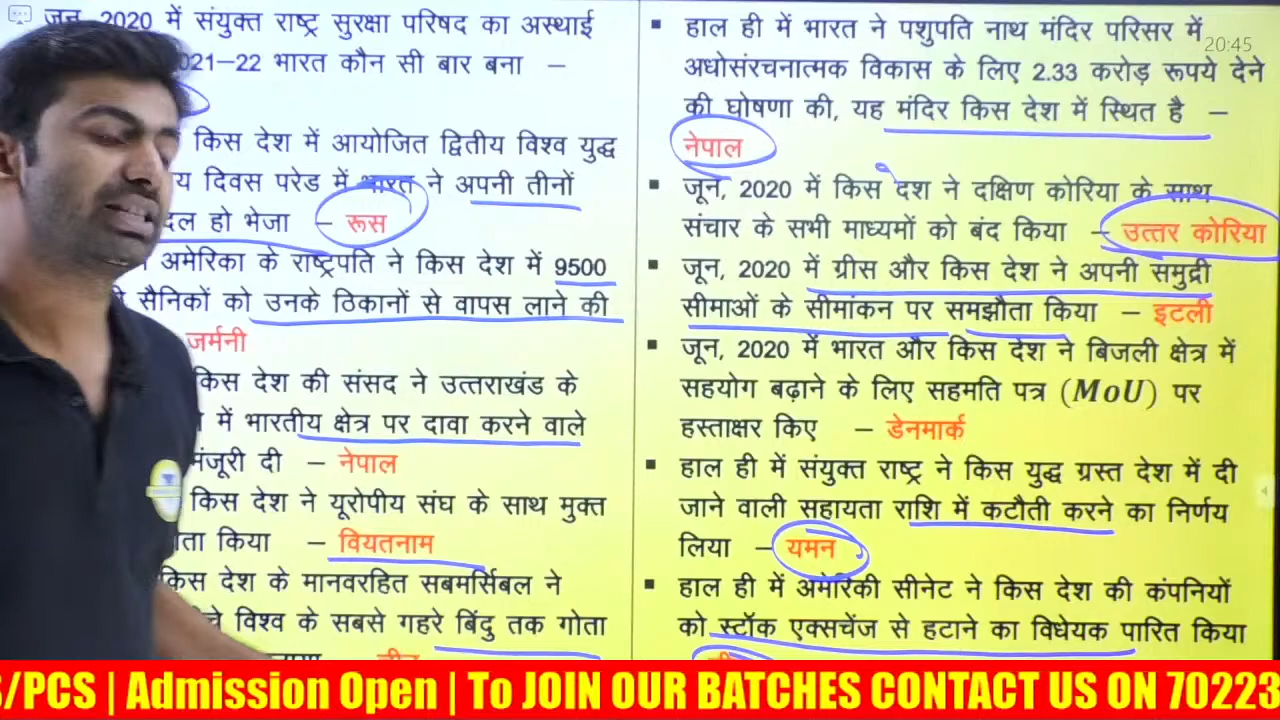 जून, 2020 में संयुक्त राष्ट्र सुरक्षा परिषद का अस्थाई
021–22 भारत कौन सी बार बना –
किस देश में आयोजित द्वितीय विश्व युद्ध
य दिवस परेड में भारत ने अपनी तीनों
दल हो भेजा – रूस
अमेरिका के राष्ट्रपति ने किस देश में 9500
सैनिकों को उनके ठिकानों से वापस लाने की
जर्मनी
किस देश की संसद ने उत्तराखंड के
में भारतीय क्षेत्र पर दावा करने वाले
मंजूरी दी – नेपाल
किस देश ने यूरोपीय संघ के साथ मुक्त
ता किया – वियतनाम
किस देश के मानवरहित सबमर्सिबल ने
विश्व के सबसे गहरे बिंदु तक गोता
▪ हाल ही में भारत ने पशुपति नाथ मंदिर परिसर में
20:45
अधोसंरचनात्मक विकास के लिए 2.33 करोड़ रूपये देने
की घोषणा की, यह मंदिर किस देश में स्थित है –
नेपाल
▪ जून, 2020 में किस देश ने दक्षिण कोरिया के साथ
संचार के सभी माध्यमों को बंद किया – उत्तर कोरिया
▪ जून, 2020 में ग्रीस और किस देश ने अपनी समुद्री
सीमाओं के सीमांकन पर समझौता किया – इटली
▪ जून, 2020 में भारत और किस देश ने बिजली क्षेत्र में
सहयोग बढ़ाने के लिए सहमति पत्र (MoU) पर
हस्ताक्षर किए – डेनमार्क
▪ हाल ही में संयुक्त राष्ट्र ने किस युद्ध ग्रस्त देश में दी
जाने वाली सहायता राशि में कटौती करने का निर्णय
लिया – यमन
▪ हाल ही में अमेरिकी सीनेट ने किस देश की कंपनियों
को स्टॉक एक्सचेंज से हटाने का विधेयक पारित किया
S/PCS | Admission Open | To JOIN OUR BATCHES CONTACT US ON 70223